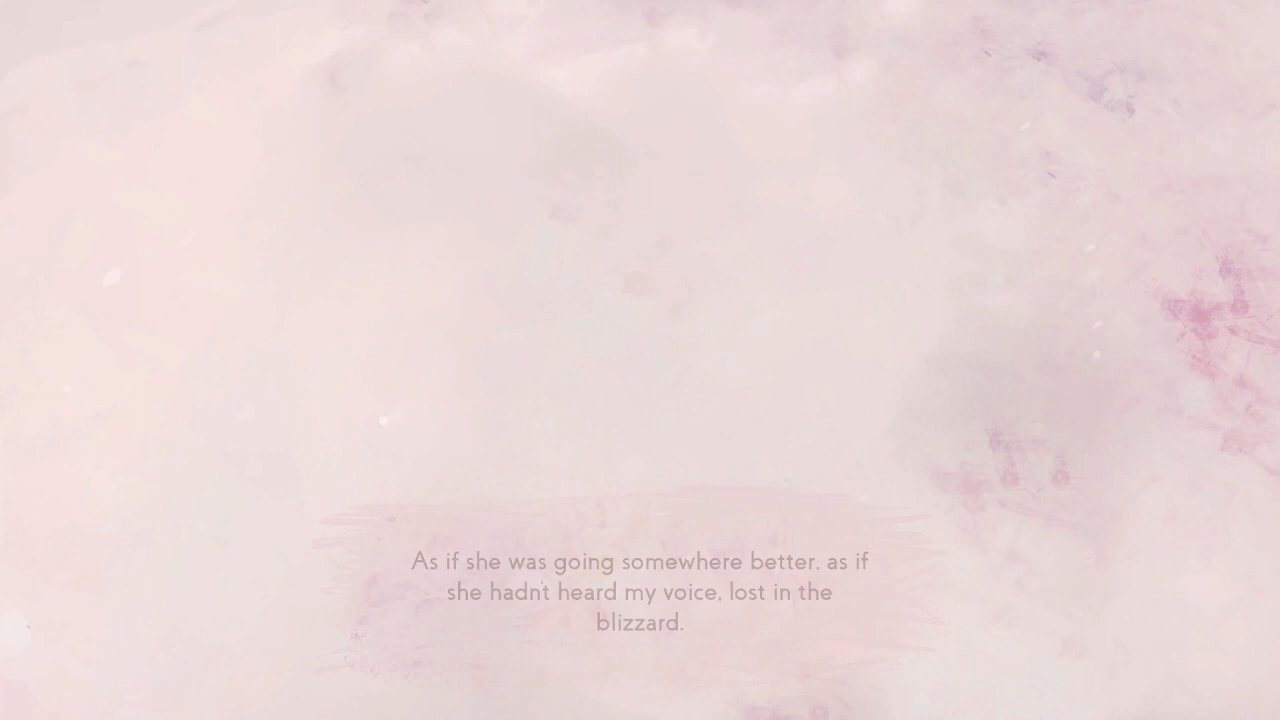 As if she was going somewhere better, as if
she hadn't heard my voice, lost in the
blizzard.